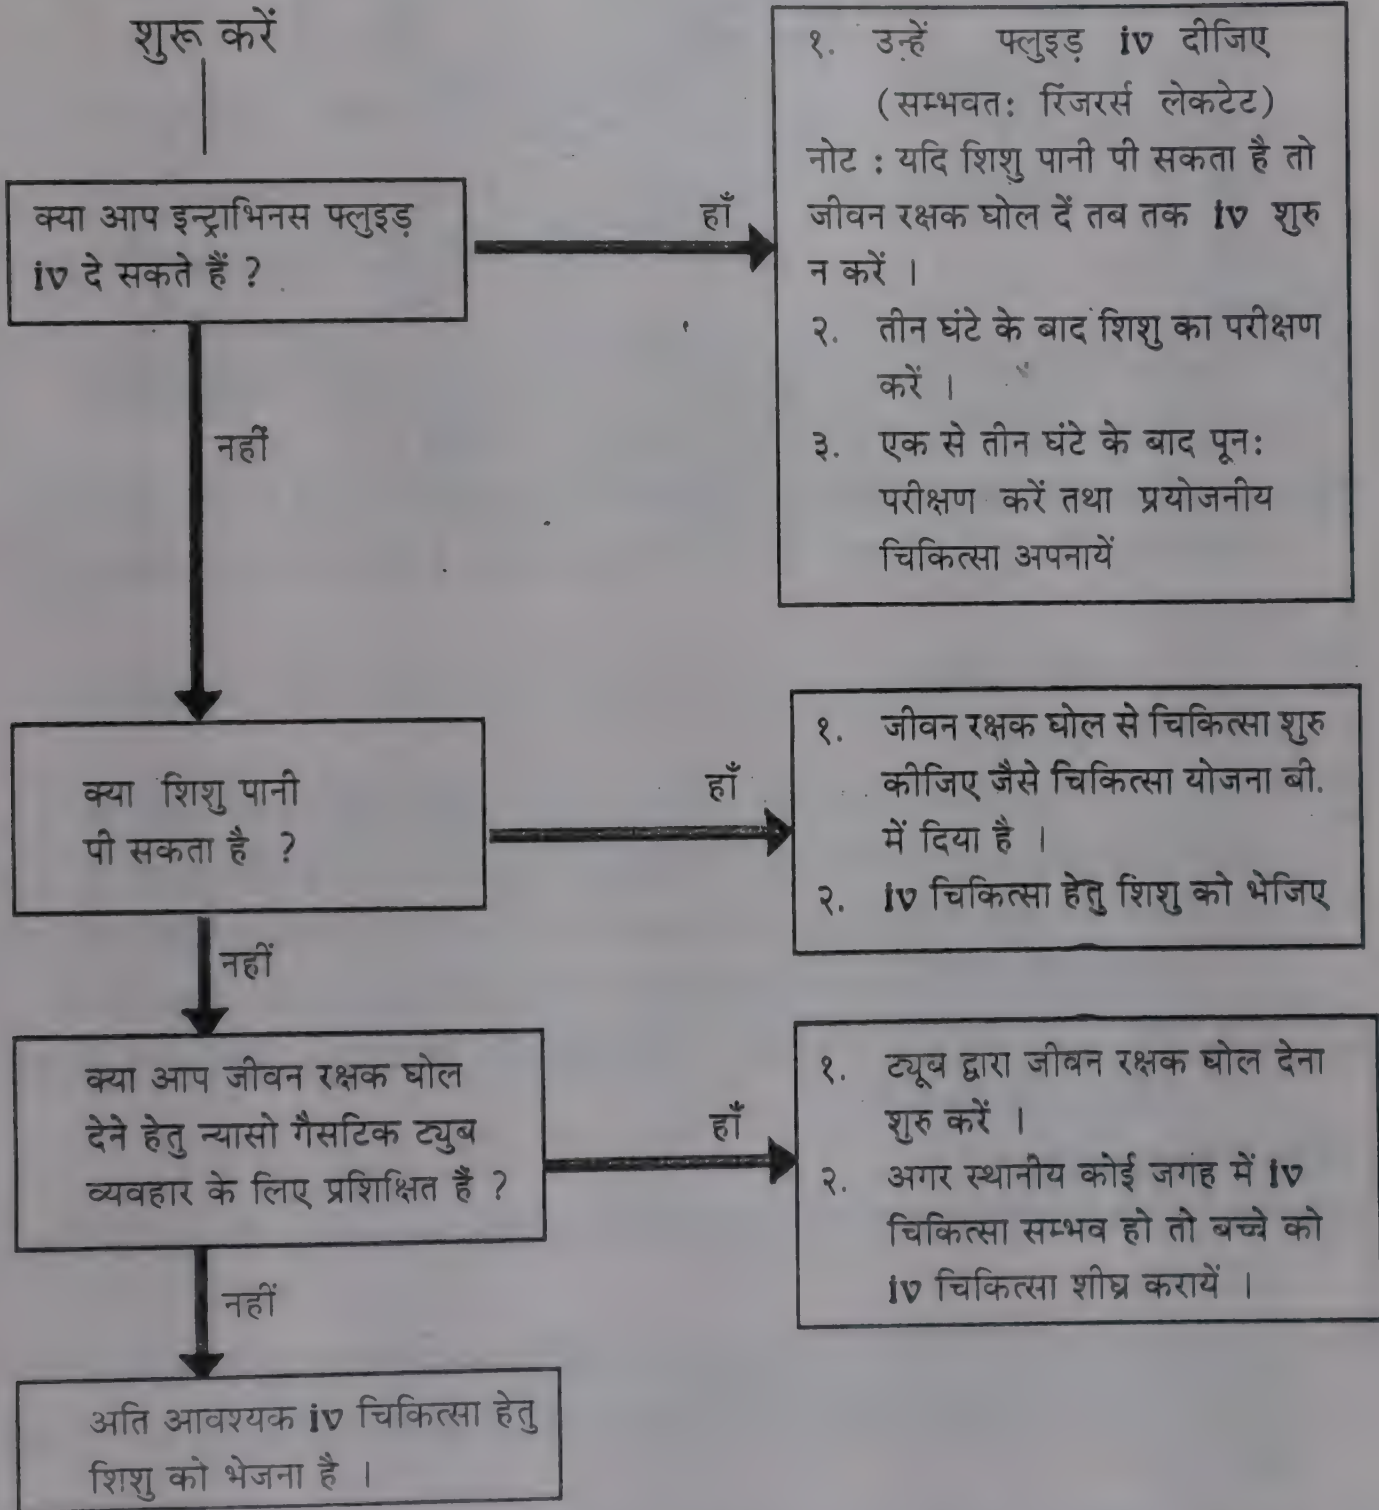 शुरू करें
क्या आप इन्ट्राभिनस फ्लुइड़
iv दे सकते हैं ?
हाँ
१. उन्हें फ्लुइड़ iv दीजिए
(सम्भवत: रिंजरर्स लेकटेट)
नोट : यदि शिशु पानी पी सकता है तो
जीवन रक्षक घोल दें तब तक iv शुरु
न करें ।
२. तीन घंटे के बाद शिशु का परीक्षण
करें ।
३. एक से तीन घंटे के बाद पून:
परीक्षण करें तथा प्रयोजनीय
चिकित्सा अपनायें
नहीं
क्या शिशु पानी
पी सकता है ?
हाँ
१. जीवन रक्षक घोल से चिकित्सा शुरु
कीजिए जैसे चिकित्सा योजना बी.
में दिया है ।
२. iv चिकित्सा हेतु शिशु को भेजिए
नहीं
क्या आप जीवन रक्षक घोल
देने हेतु न्यासो गैसटिक ट्युब
व्यवहार के लिए प्रशिक्षित है ?
हाँ
१. ट्यूब द्वारा जीवन रक्षक घोल देना
शुरु करें ।
२. अगर स्थानीय कोई जगह में iv
चिकित्सा सम्भव हो तो बच्चे को
iv चिकित्सा शीघ्र करायें ।
नहीं
अति आवश्यक iv चिकित्सा हेतु
शिशु को भेजना है ।